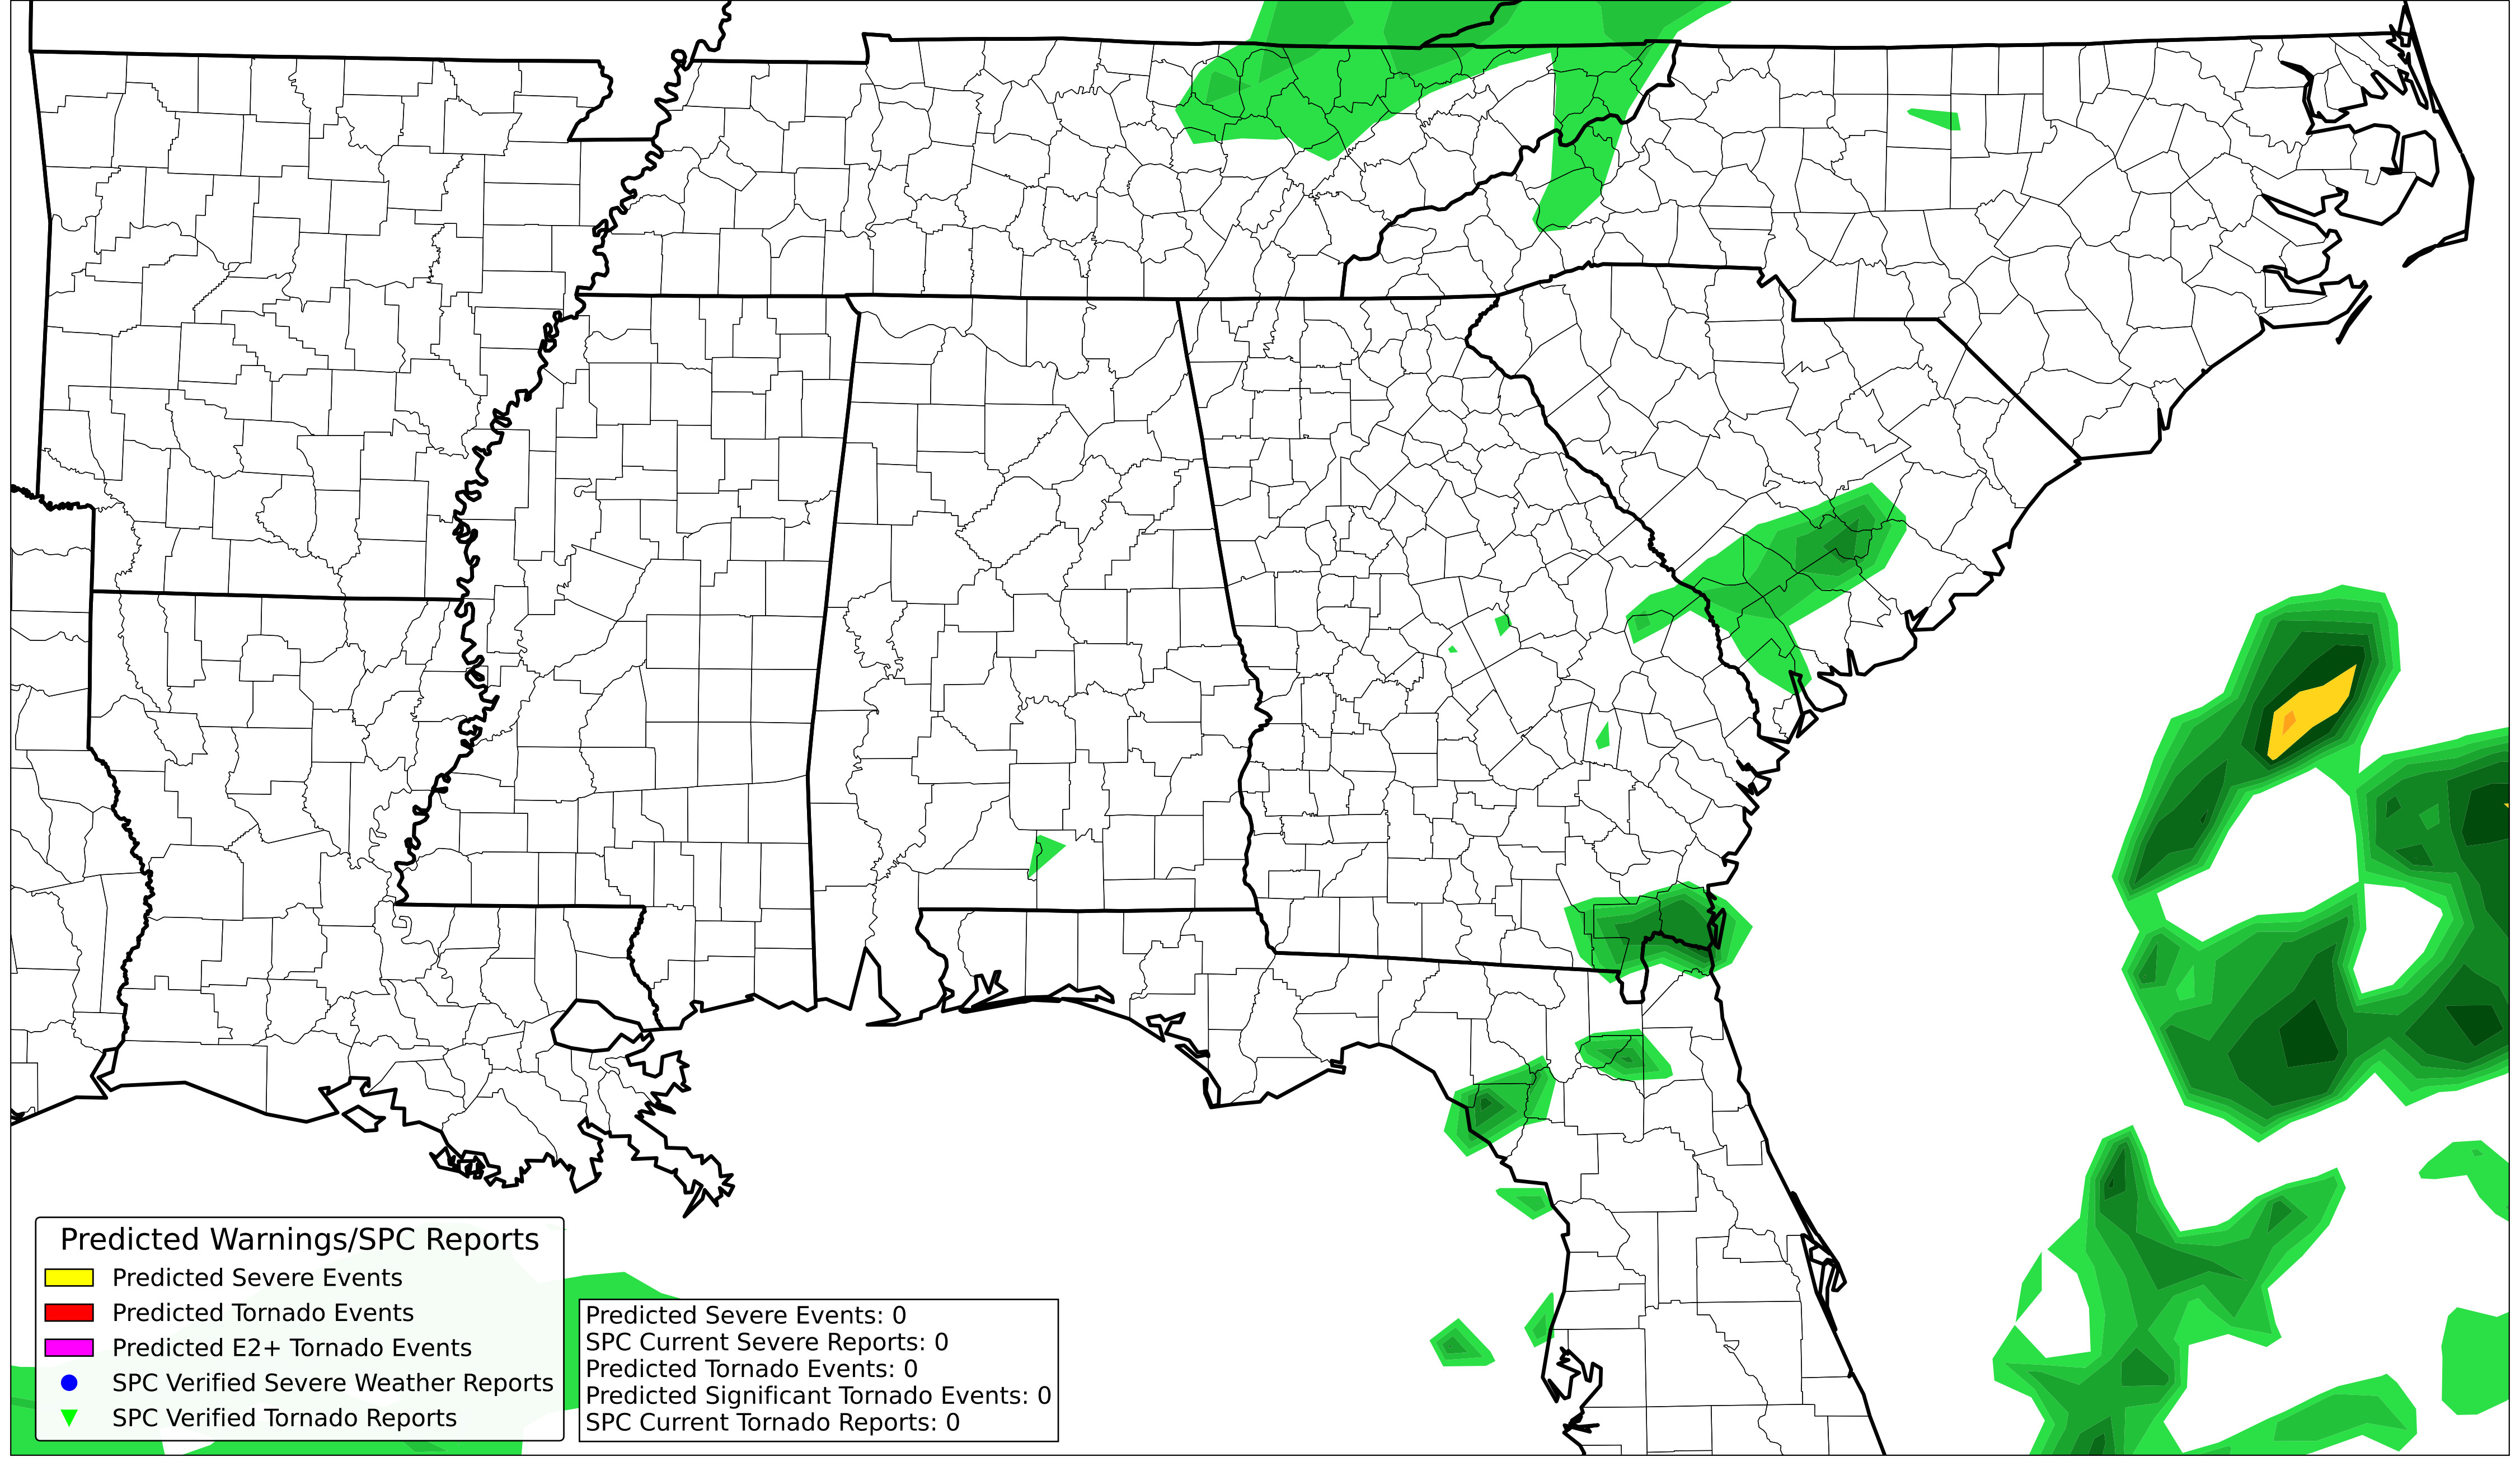 Predicted Warnings/SPC Reports
Predicted Severe Events
Predicted Tornado Events
Predicted E2+ Tornado Events
SPC Verified Severe Weather Reports
SPC Verified Tornado Reports
Predicted Severe Events: 0
SPC Current Severe Reports: 0
Predicted Tornado Events: 0
Predicted Significant Tornado Events: 0
SPC Current Tornado Reports: 0